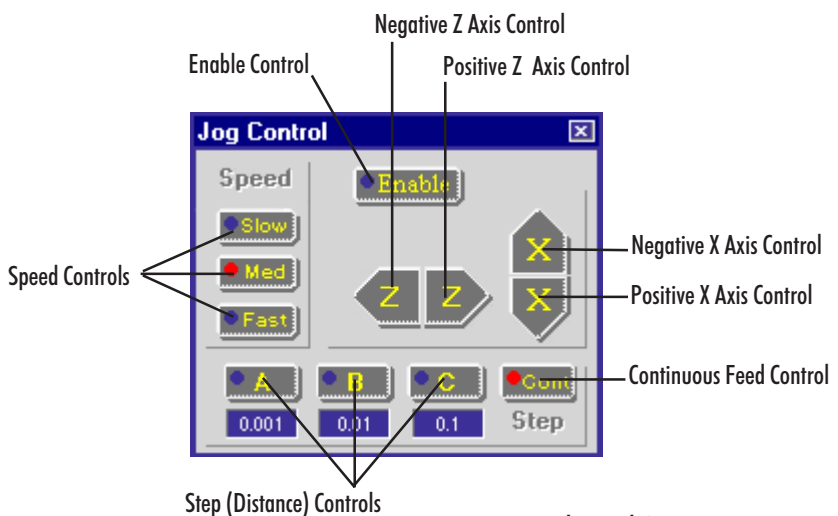 Negative Z Axis Control
Enable Control
Positive Z Axis Control
Jog Control
Speed
Enable
Slow
Med
Fast
Speed Controls
Z
Z
X
X
Negative X Axis Control
Positive X Axis Control
A
B
C
Cont
Continuous Feed Control
0.001
0.01
0.1
Step
Step (Distance) Controls